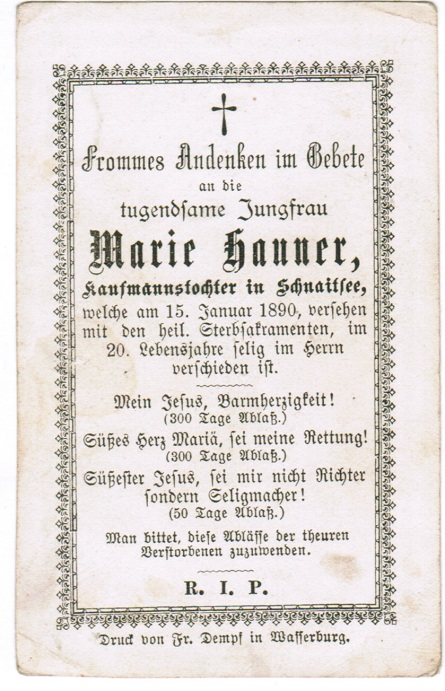 Frommes Andenken im Gebete
an die
tugendsame Jungfrau
Marie Hauner,
Kaufmannstochter in Schnaitsee,
welche am 15. Januar 1890, versehen
mit den heil. Sterbsakramenten, im
20. Lebensjahre selig im Herrn
verschieden ist.
Mein Jesus, Barmherzigkeit!
(300 Tage Ablaß.)
Süßes Herz Mariä, sei meine Rettung!
(300 Tage Ablaß.)
Süßester Jesus, sei mir nicht Richter
sondern Seligmacher!
(50 Tage Ablaß.)
Man bittet, diese Ablässe der theuren
Verstorbenen zuzuwenden.
R. I. P.
Druck von Fr. Dempf in Wasserburg.